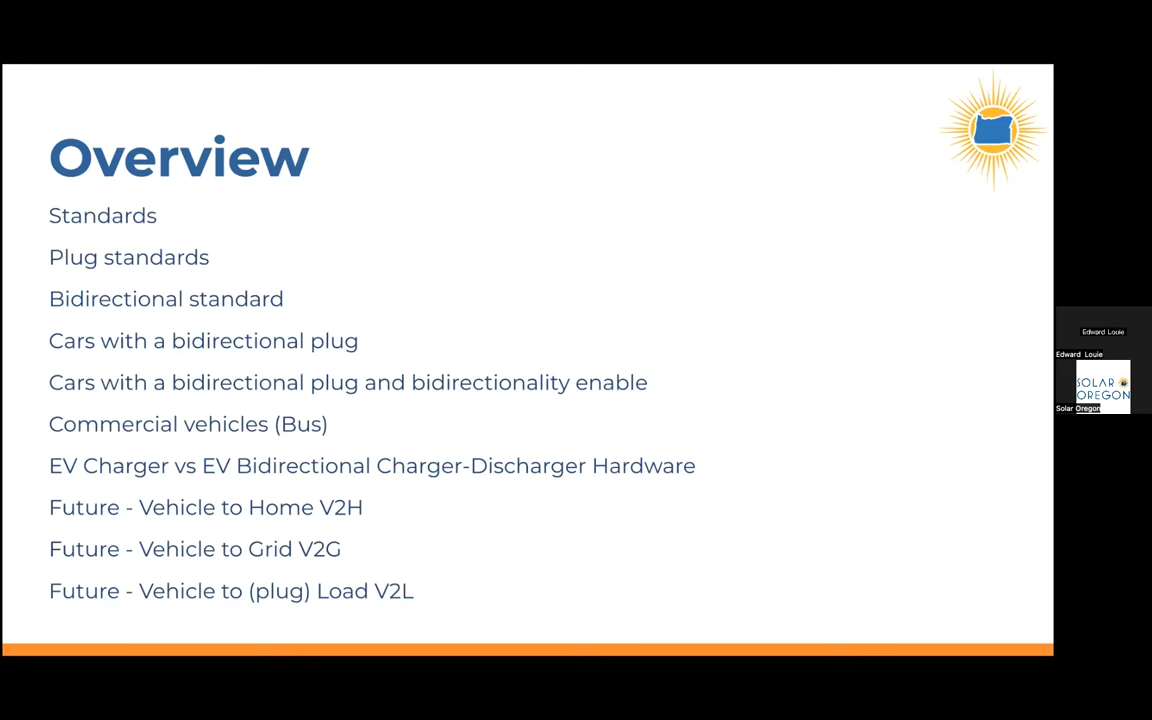 Overview
Standards
Plug standards
Bidirectional standard
Cars with a bidirectional plug
Cars with a bidirectional plug and bidirectionality enable
Commercial vehicles (Bus)
EV Charger vs EV Bidirectional Charger-Discharger Hardware
Future - Vehicle to Home V2H
Future - Vehicle to Grid V2G
Future - Vehicle to (plug) Load V2L
Edward Louie
Edward Louie
SOLAR
OREGON
Solar Oregon